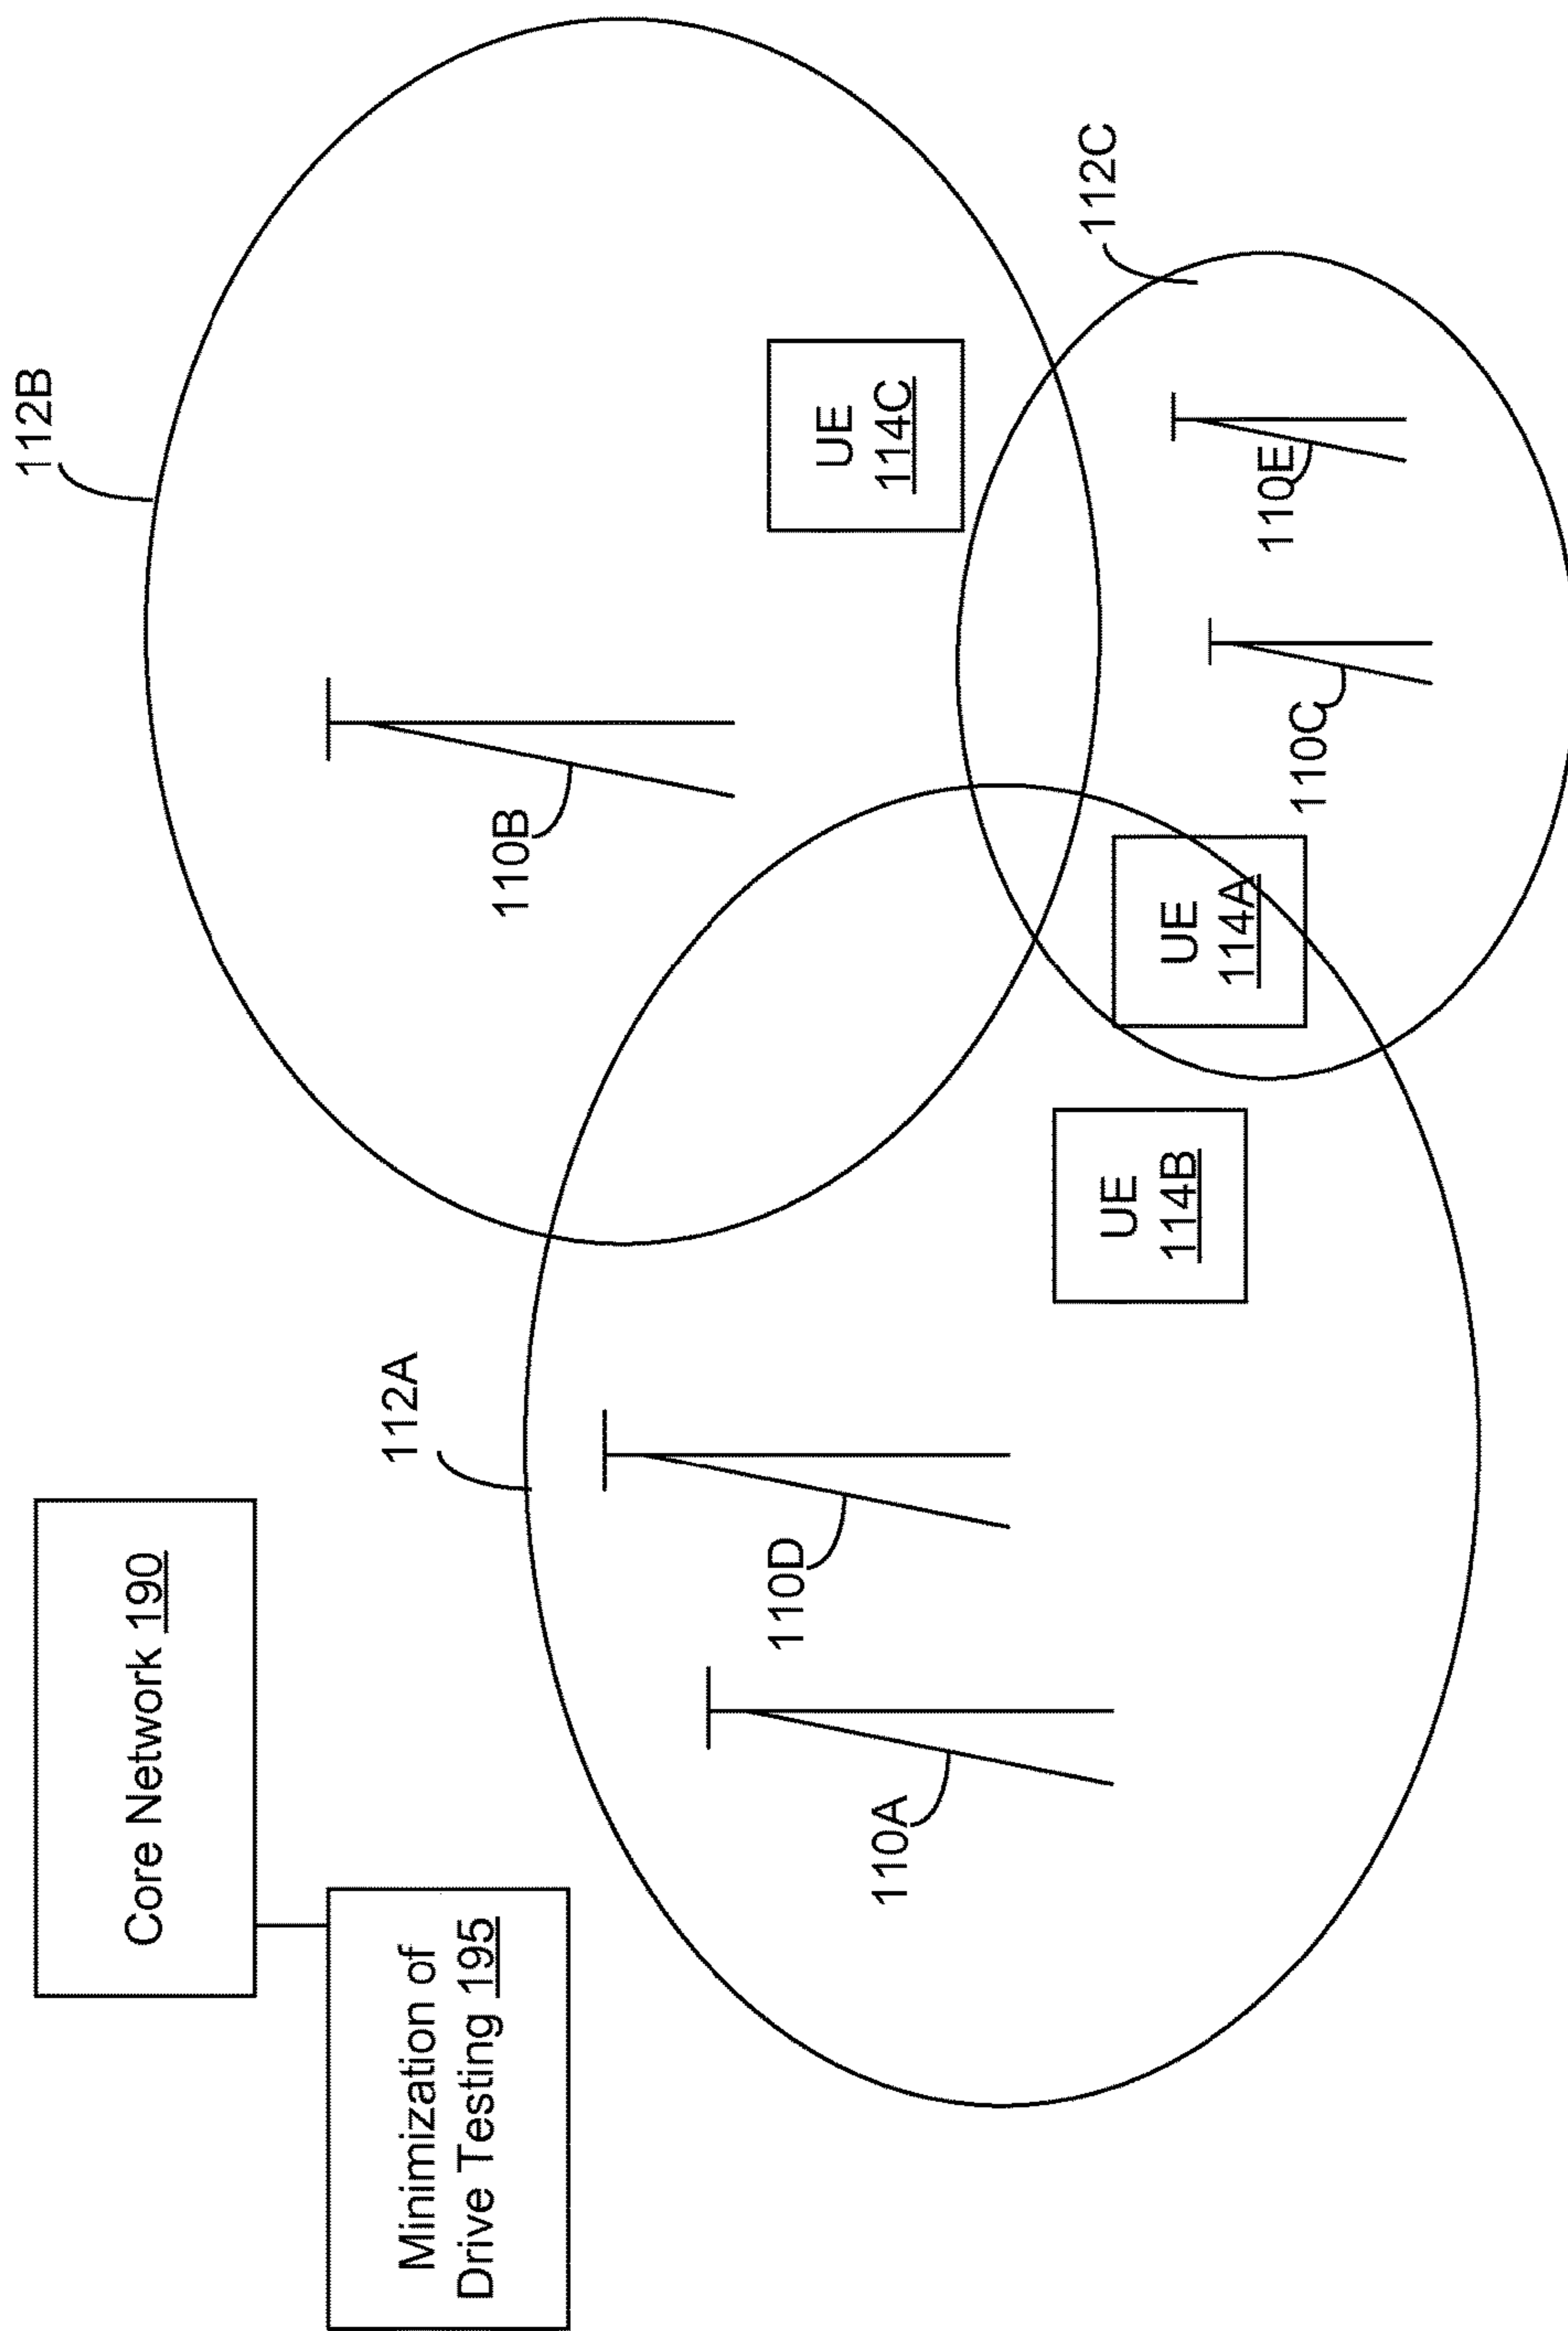 Core Network 190
Minimization of
Drive Testing 195
112A
112B
110B
110D
110A
UE
114C
112C
UE
114B
UE
114A
110E
110C